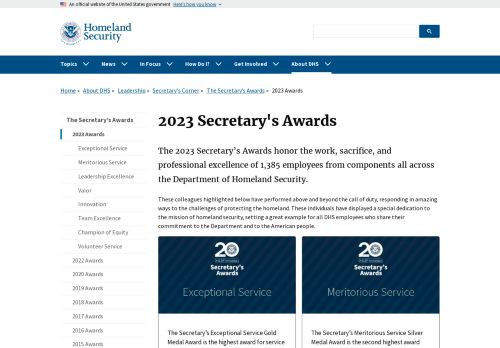 An official website of the United States government Here's how you know
Homeland
Security
Topics News In Focus How Do I? Get Involved About DHS
Home » About DHS » Leadership » Secretary's Corner » The Secretary's Awards » 2023 Awards
The Secretary's Awards
2023 Awards
Exceptional Service
Meritorious Service
Leadership Excellence
Valor
Innovation
Team Excellence
Champion of Equity
Volunteer Service
2022 Awards
2020 Awards
2019 Awards
2018 Awards
2017 Awards
2016 Awards
2015 Awards
2023 Secretary's Awards
The 2023 Secretary’s Awards honor the work, sacrifice, and
professional excellence of 1,385 employees from components all across
the Department of Homeland Security.
These colleagues highlighted below have performed above and beyond the call of duty, responding in amazing
ways to the challenges of protecting the homeland. These individuals have displayed a special dedication to
the mission of homeland security, setting a great example for all DHS employees who share their
commitment to the Department and to the American people.
20
Secretary's
Awards
Exceptional Service
The Secretary’s Exceptional Service Gold
Medal Award is the highest award for service
20
Secretary's
Awards
Meritorious Service
The Secretary’s Meritorious Service Silver
Medal Award is the second highest award